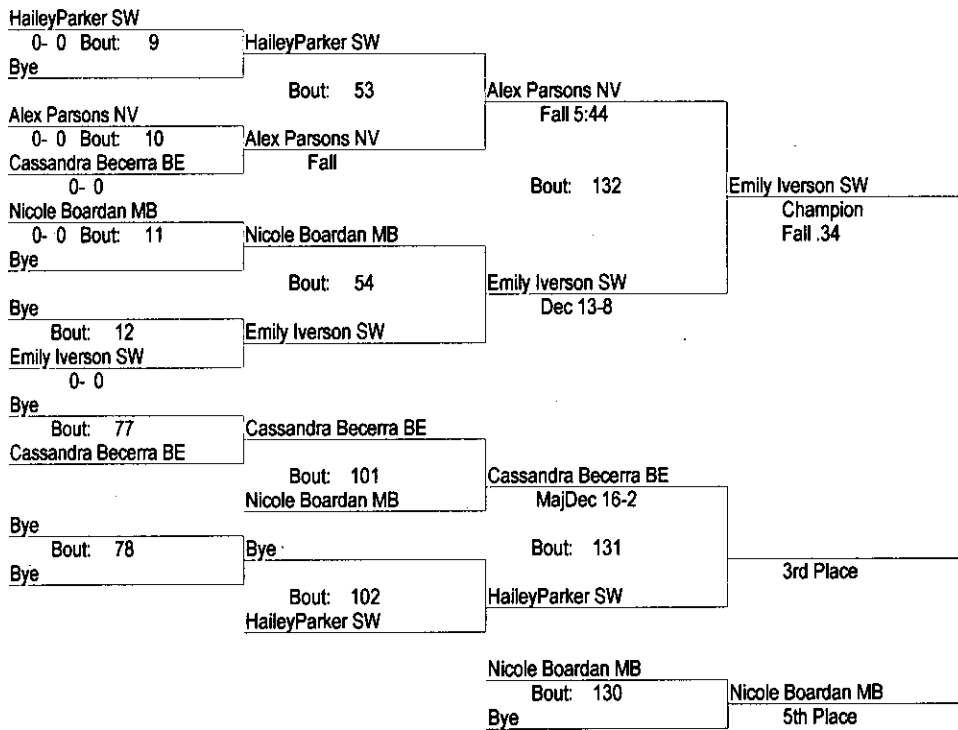 HaileyParker SW
0- 0 Bout: 9
Bye
HaileyParker SW
Bout: 53
Alex Parsons NV
0- 0 Bout: 10
Cassandra Becerra BE
0- 0
Alex Parsons NV
Fall
Alex Parsons NV
Fall 5:44
Bout: 132
Emily Iverson SW
Champion
Fall .34
Nicole Boardan MB
0- 0 Bout: 11
Bye
Nicole Boardan MB
Bout: 54
Emily Iverson SW
Dec 13-8
Bye
Bout: 12
Emily Iverson SW
0- 0
Emily Iverson SW
Bye
Bout: 77
Cassandra Becerra BE
Cassandra Becerra BE
Bout: 101
Nicole Boardan MB
Cassandra Becerra BE
MajDec 16-2
Bout: 131
3rd Place
Bye
Bout: 78
Bye
Bye
Bout: 102
HaileyParker SW
HaileyParker SW
Nicole Boardan MB
Bout: 130
Bye
Nicole Boardan MB
5th Place